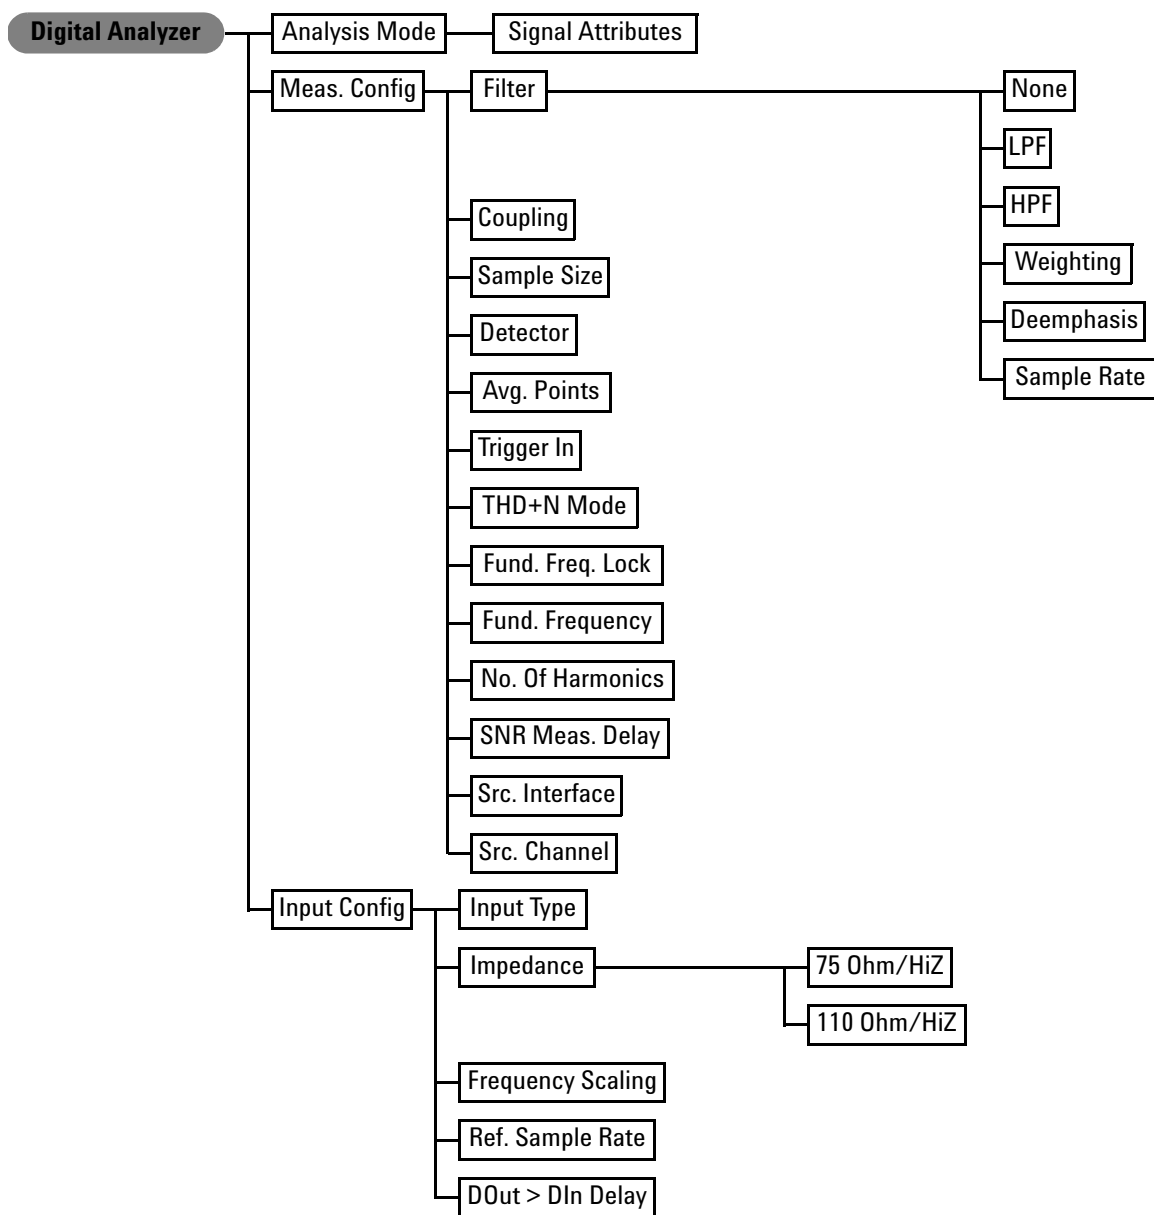 Digital Analyzer
Analysis Mode
Signal Attributes
Meas. Config
Filter
None
LPF
HPF
Weighting
Deemphasis
Sample Rate
Coupling
Sample Size
Detector
Avg. Points
Trigger In
THD+N Mode
Fund. Freq. Lock
Fund. Frequency
No. Of Harmonics
SNR Meas. Delay
Src. Interface
Src. Channel
Input Config
Input Type
Impedance
75 Ohm/HiZ
110 Ohm/HiZ
Frequency Scaling
Ref. Sample Rate
DOut > DIn Delay